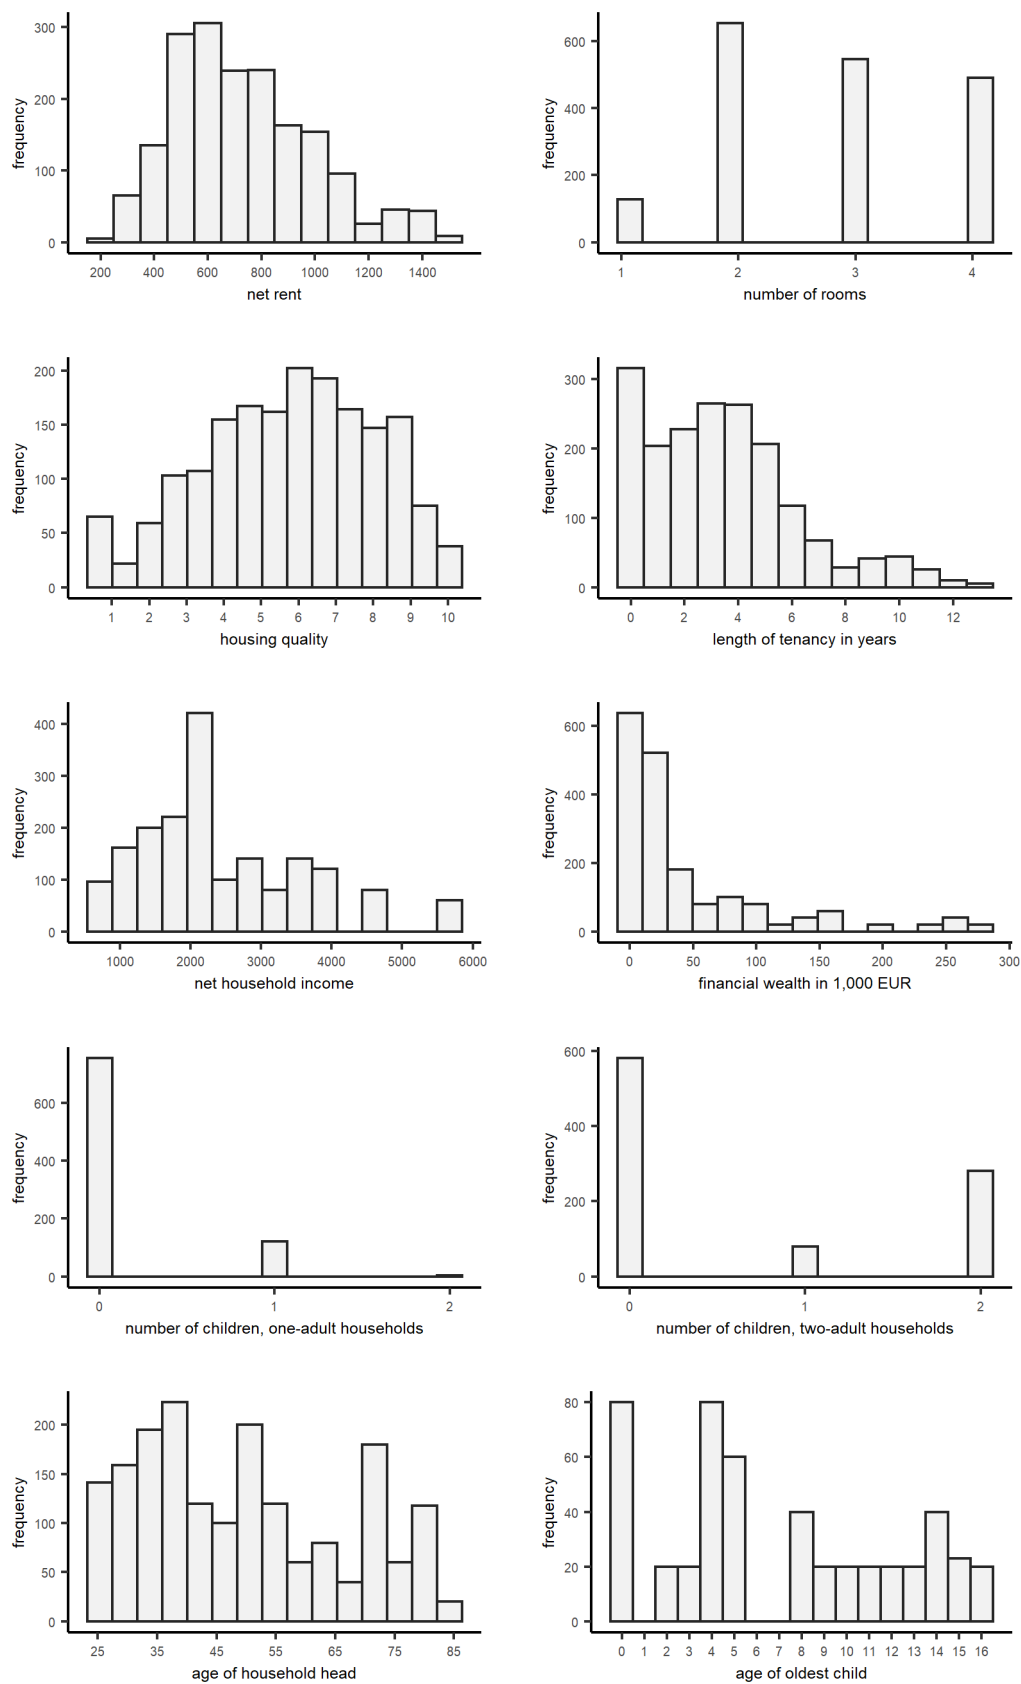 frequency
300
200
100
0
200 400 600 800 1000 1200 1400
net rent
frequency
600
400
200
0
1 2 3 4
number of rooms
frequency
200
150
100
50
0
1 2 3 4 5 6 7 8 9 10
housing quality
frequency
300
200
100
0
0 2 4 6 8 10 12
length of tenancy in years
frequency
400
300
200
100
0
1000 2000 3000 4000 5000 6000
net household income
frequency
600
400
200
0
0 50 100 150 200 250 300
financial wealth in 1,000 EUR
frequency
600
400
200
0
0 1 2
number of children, one-adult households
frequency
600
400
200
0
0 1 2
number of children, two-adult households
frequency
200
150
100
50
0
25 35 45 55 65 75 85
age of household head
frequency
80
60
40
20
0
0 1 2 3 4 5 6 7 8 9 10 11 12 13 14 15 16
age of oldest child